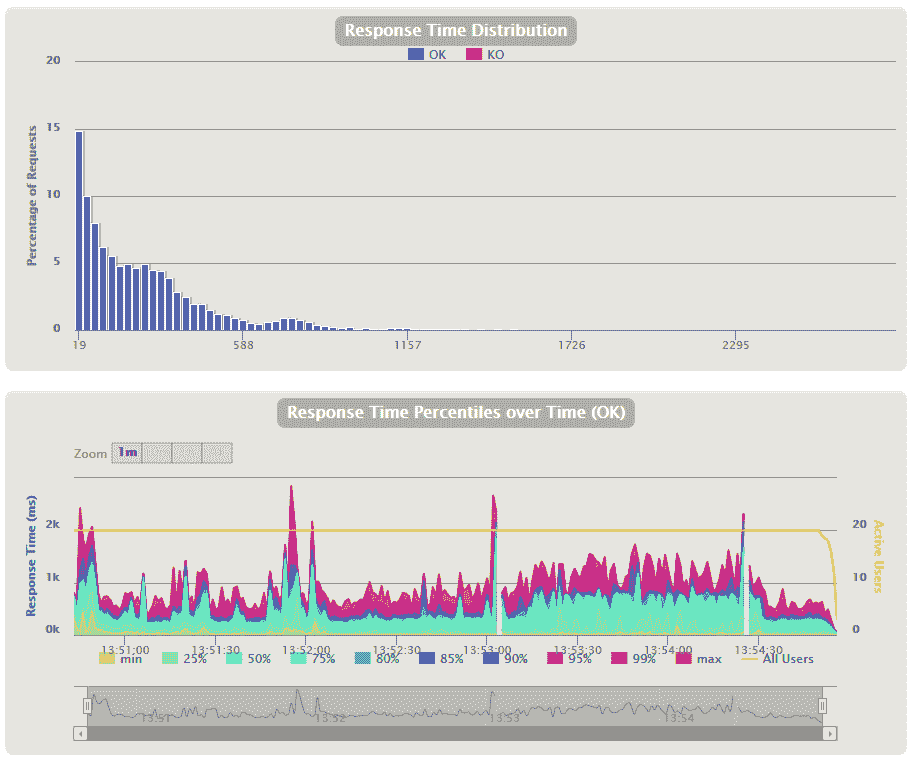 Response Time Distribution
OK KO
20
15
10
5
0
Percentage of Requests
19 588 1157 1726 2295
Response Time Percentiles over Time (OK)
Zoom 1m
Response Time (ms)
2k
1k
0k
20
10
0
Active Users
13:51:00 13:51:30 13:52:00 13:52:30 13:53:00 13:53:30 13:54:00 13:54:30
min 25% 50% 75% 80% 85% 90% 95% 99% max All Users
13:51 13:52 13:53 13:54